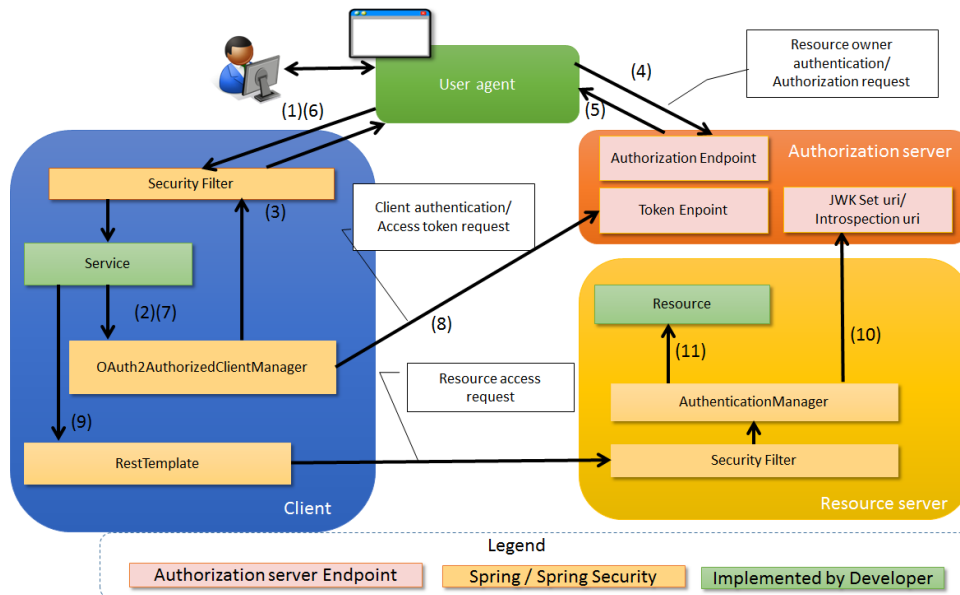 User agent
(4)
Resource owner
authentication/
Authorization request
(1)(6)
(5)
Authorization server
Authorization Endpoint
Token Enpoint
JWK Set uri/
Introspection uri
Security Filter
(3)
Client authentication/
Access token request
Service
(2)(7)
OAuth2AuthorizedClientManager
(8)
(9)
RestTemplate
Client
Resource access
request
Resource
(11)
(10)
AuthenticationManager
Security Filter
Resource server
Legend
Authorization server Endpoint
Spring / Spring Security
Implemented by Developer